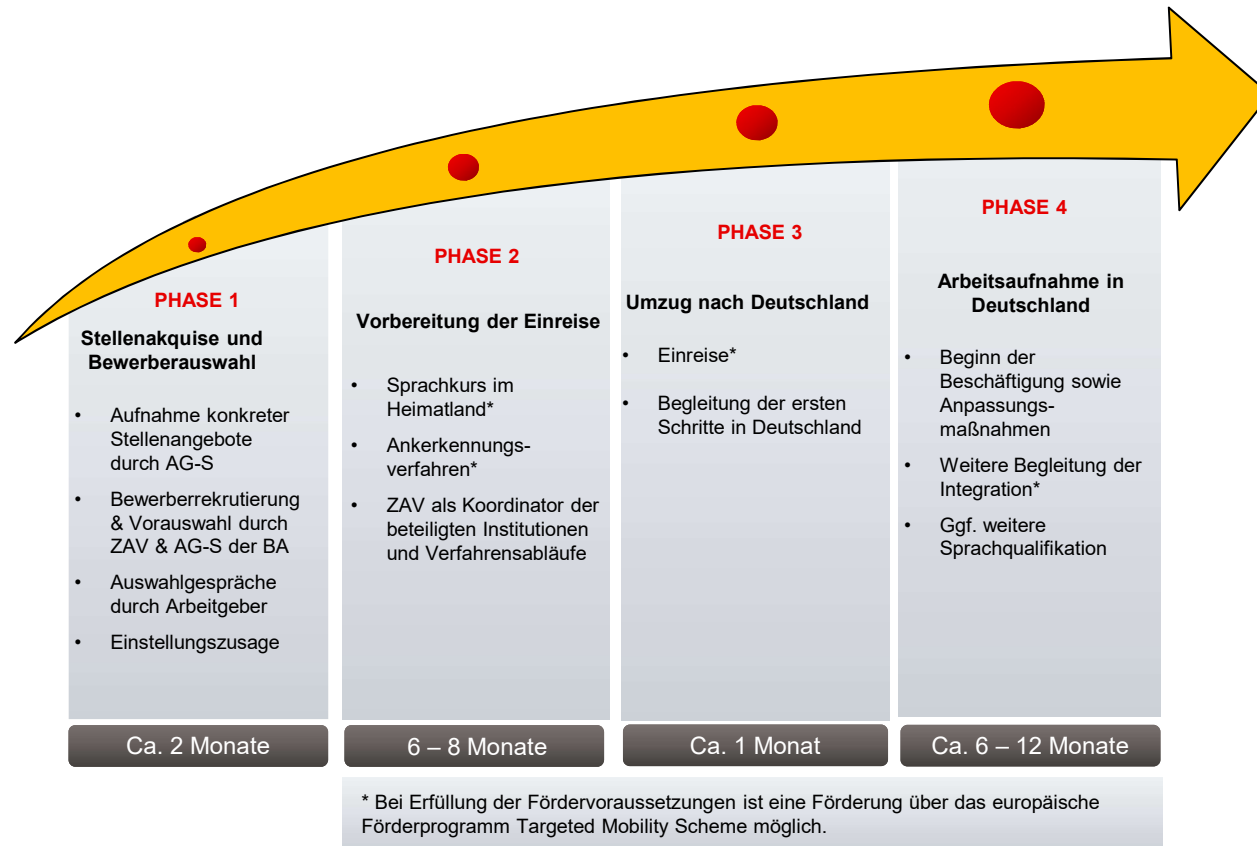 PHASE 1
Stellenakquise und
Bewerberauswahl
• Aufnahme konkreter
Stellenangebote
durch AG-S
• Bewerberrekrutierung
& Vorauswahl durch
ZAV & AG-S der BA
• Auswahlgespräche
durch Arbeitgeber
• Einstellungszusage
Ca. 2 Monate
PHASE 2
Vorbereitung der Einreise
• Sprachkurs im
Heimatland*
• Ankerkennungs-
verfahren*
• ZAV als Koordinator der
beteiligten Institutionen
und Verfahrensabläufe
6 – 8 Monate
PHASE 3
Umzug nach Deutschland
• Einreise*
• Begleitung der ersten
Schritte in Deutschland
Ca. 1 Monat
PHASE 4
Arbeitsaufnahme in
Deutschland
• Beginn der
Beschäftigung sowie
Anpassungs-
maßnahmen
• Weitere Begleitung der
Integration*
• Ggf. weitere
Sprachqualifikation
Ca. 6 – 12 Monate
* Bei Erfüllung der Fördervoraussetzungen ist eine Förderung über das europäische
Förderprogramm Targeted Mobility Scheme möglich.